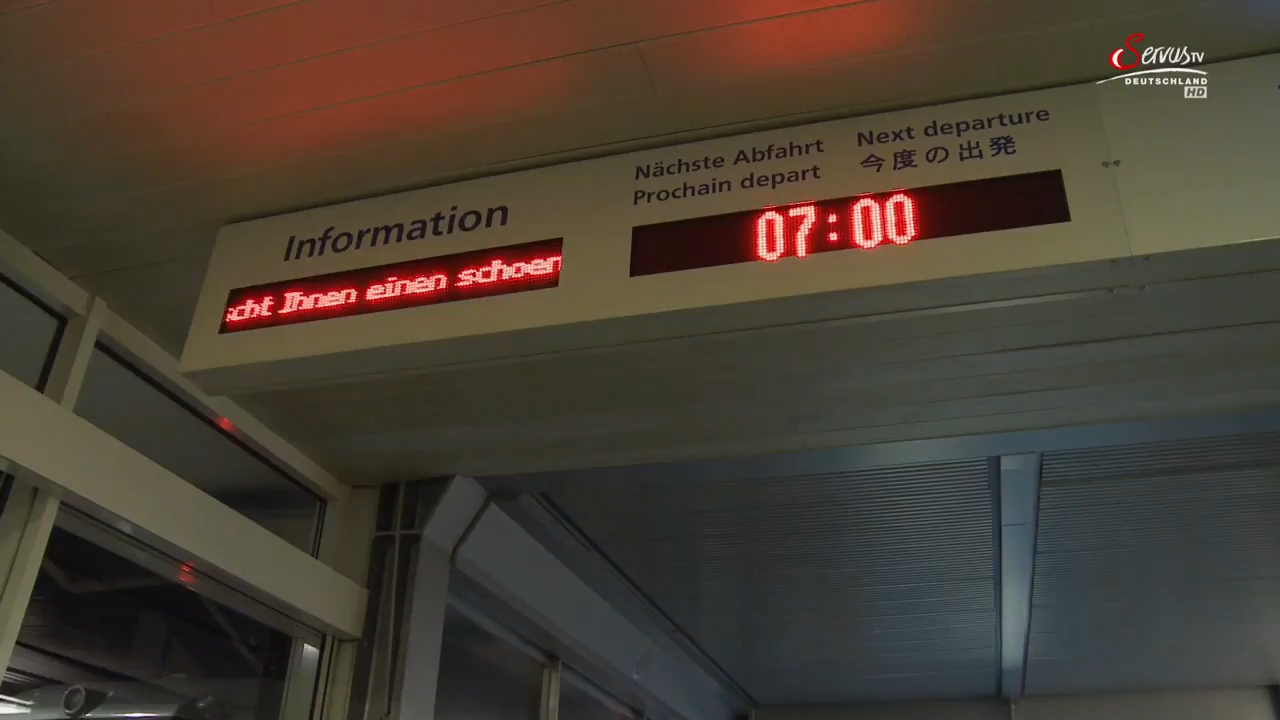 Servus TV
DEUTSCHLAND
HD
Information
cht Ihnen einen schoen
Nächste Abfahrt
Prochain depart
Next departure
今度の出発
07:00